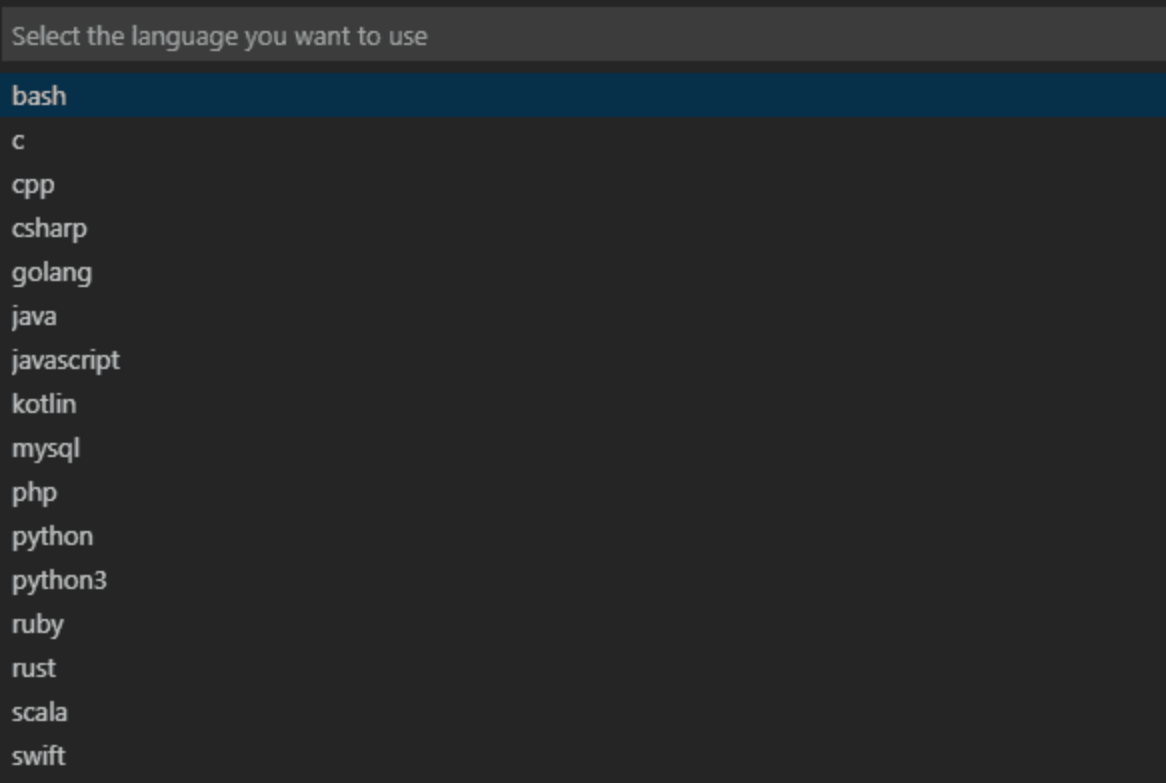 Select the language you want to use
bash
c
cpp
csharp
golang
java
javascript
kotlin
mysql
php
python
python3
ruby
rust
scala
swift